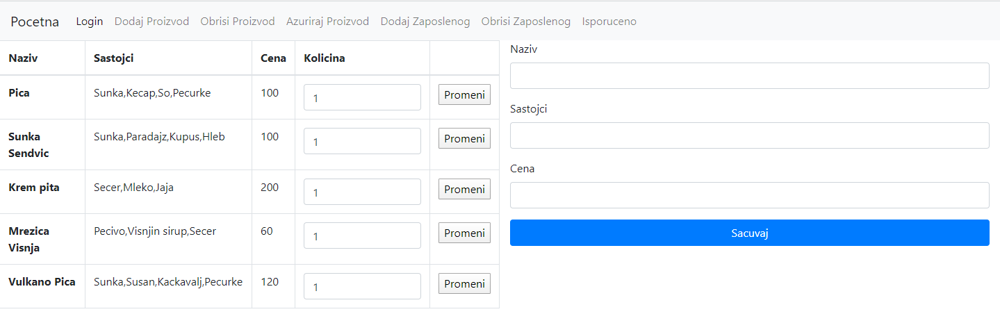 Pocetna Login Dodaj Proizvod Obrisi Proizvod Azuriraj Proizvod Dodaj Zaposlenog Obrisi Zaposlenog Isporuceno
Naziv Sastojci Cena Kolicina
Pica Sunka,Kecap,So,Pecurke 100 1 Promeni
Sunka Sendvic Sunka,Paradajz,Kupus,Hleb 100 1 Promeni
Krem pita Secer,Mleko,Jaja 200 1 Promeni
Mrezica Visnja Pecivo,Visnjin sirup,Secer 60 1 Promeni
Vulkano Pica Sunka,Susan,Kackavalj,Pecurke 120 1 Promeni
Naziv
Sastojci
Cena
Sacuvaj